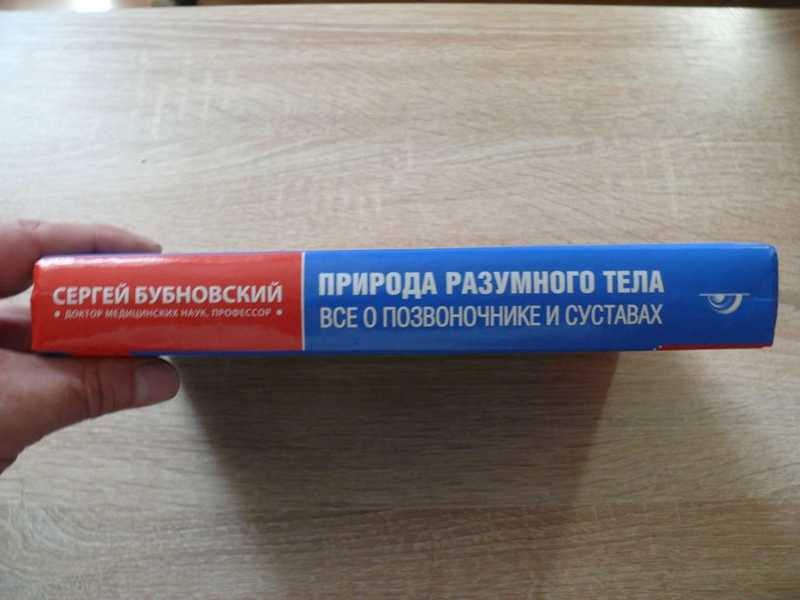 СЕРГЕЙ БУБНОВСКИЙ
• ДОКТОР МЕДИЦИНСКИХ НАУК, ПРОФЕССОР •
ПРИРОДА РАЗУМНОГО ТЕЛА
ВСЕ О ПОЗВОНОЧНИКЕ И СУСТАВАХ